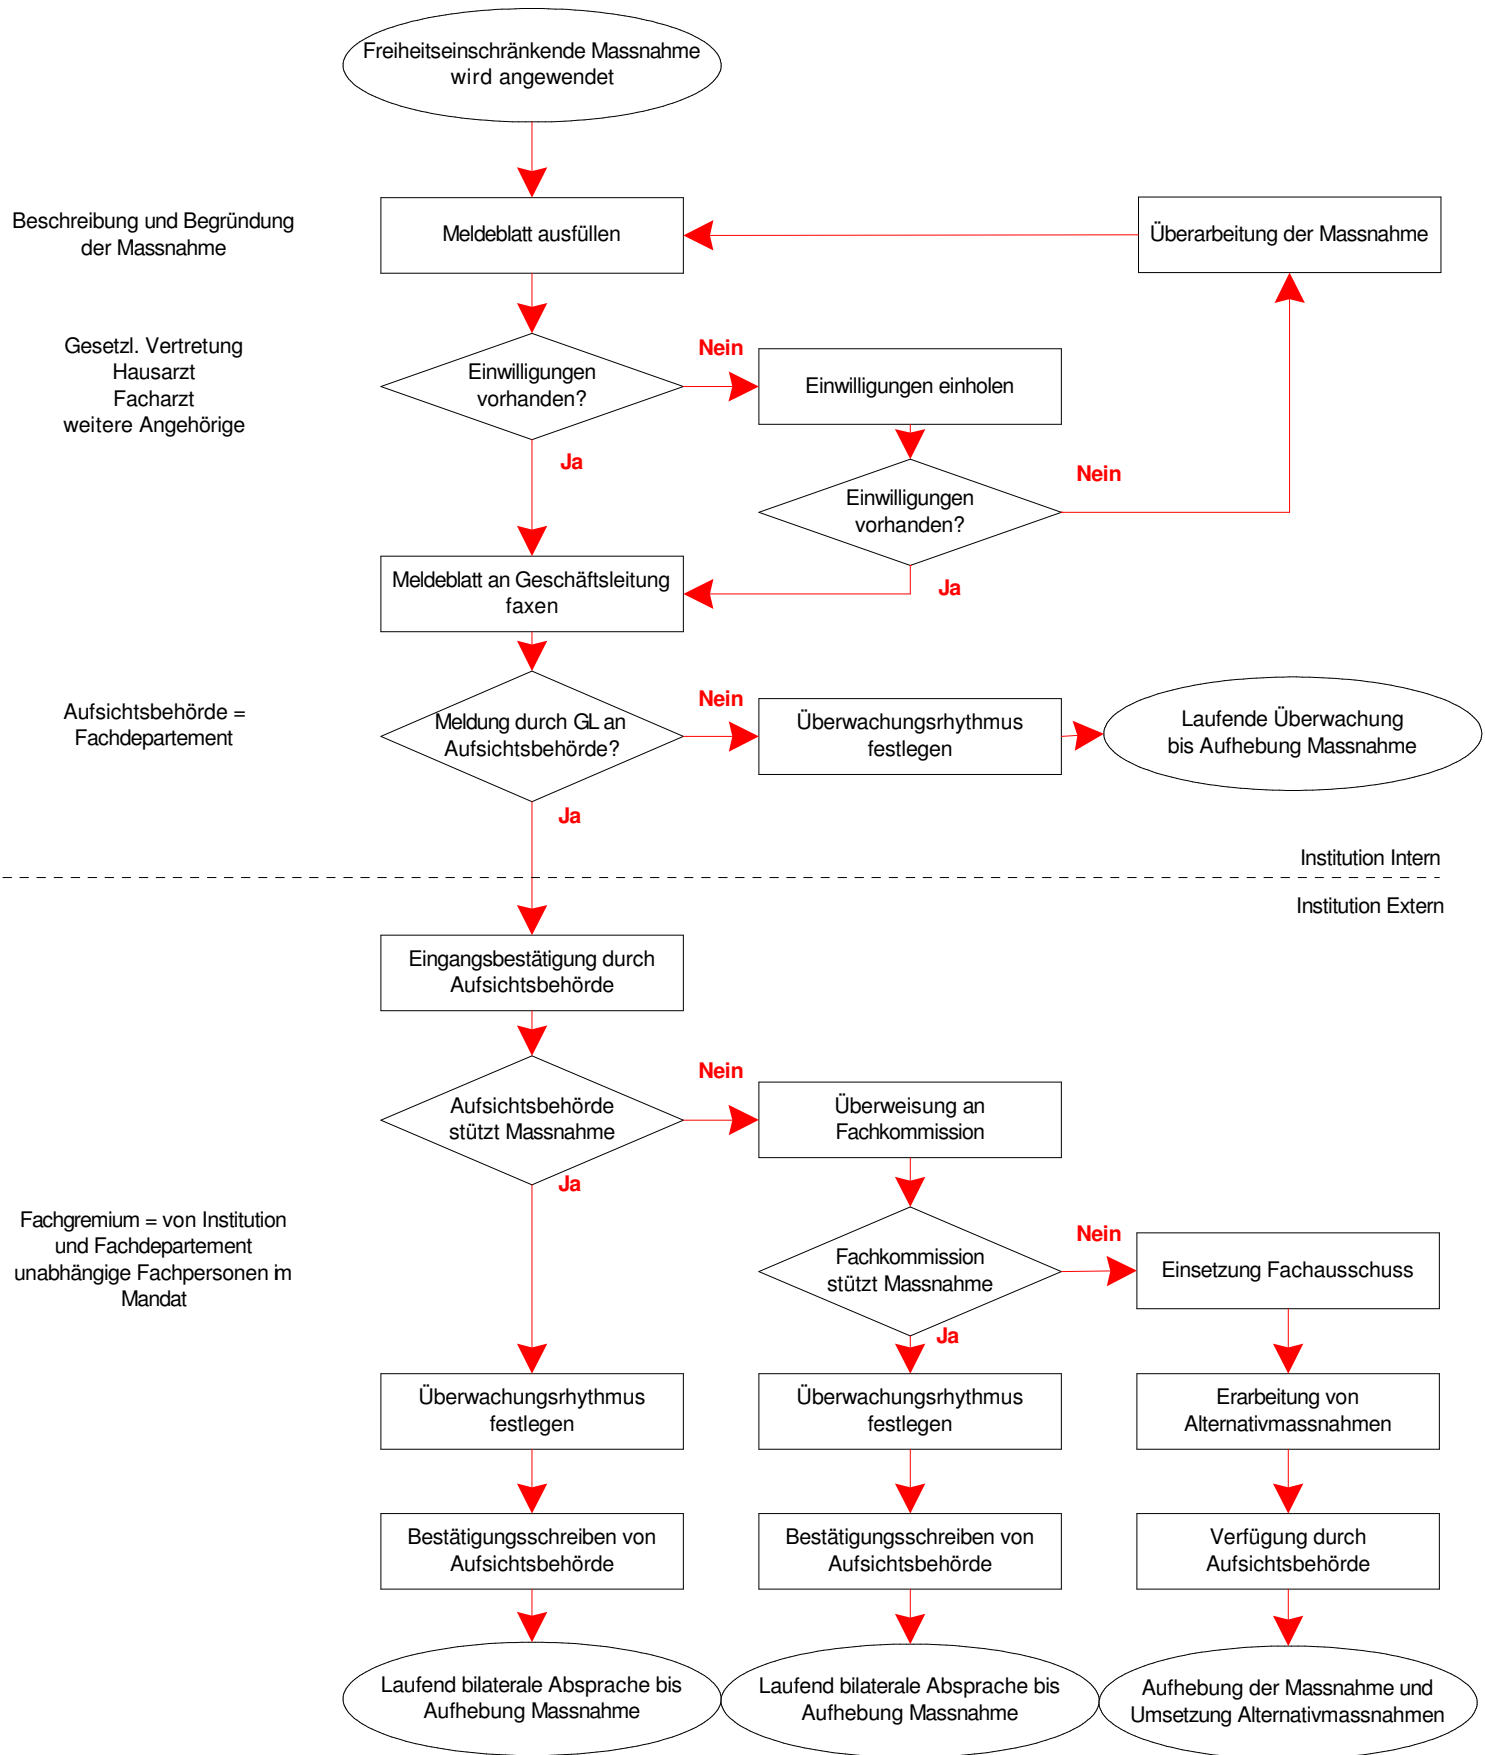 Freiheitseinschränkende Massnahme
wird angewendet
Beschreibung und Begründung
der Massnahme
Meldeblatt ausfüllen
Überarbeitung der Massnahme
Gesetzl. Vertretung
Hausarzt
Facharzt
weitere Angehörige
Einwilligungen
vorhanden?
Nein
Einwilligungen einholen
Ja
Einwilligungen
vorhanden?
Nein
Ja
Meldeblatt an Geschäftsleitung
faxen
Aufsichtsbehörde =
Fachdepartement
Meldung durch GL an
Aufsichtsbehörde?
Nein
Überwachungsrhythmus
festlegen
Laufende Überwachung
bis Aufhebung Massnahme
Ja
Institution Intern
Institution Extern
Eingangsbestätigung durch
Aufsichtsbehörde
Aufsichtsbehörde
stützt Massnahme
Nein
Überweisung an
Fachkommission
Ja
Fachgremium = von Institution
und Fachdepartement
unabhängige Fachpersonen im
Mandat
Fachkommission
stützt Massnahme
Nein
Einsetzung Fachausschuss
Ja
Überwachungsrhythmus
festlegen
Überwachungsrhythmus
festlegen
Erarbeitung von
Alternativmassnahmen
Bestätigungsschreiben von
Aufsichtsbehörde
Bestätigungsschreiben von
Aufsichtsbehörde
Verfügung durch
Aufsichtsbehörde
Laufend bilaterale Absprache bis
Aufhebung Massnahme
Laufend bilaterale Absprache bis
Aufhebung Massnahme
Aufhebung der Massnahme und
Umsetzung Alternativmassnahmen